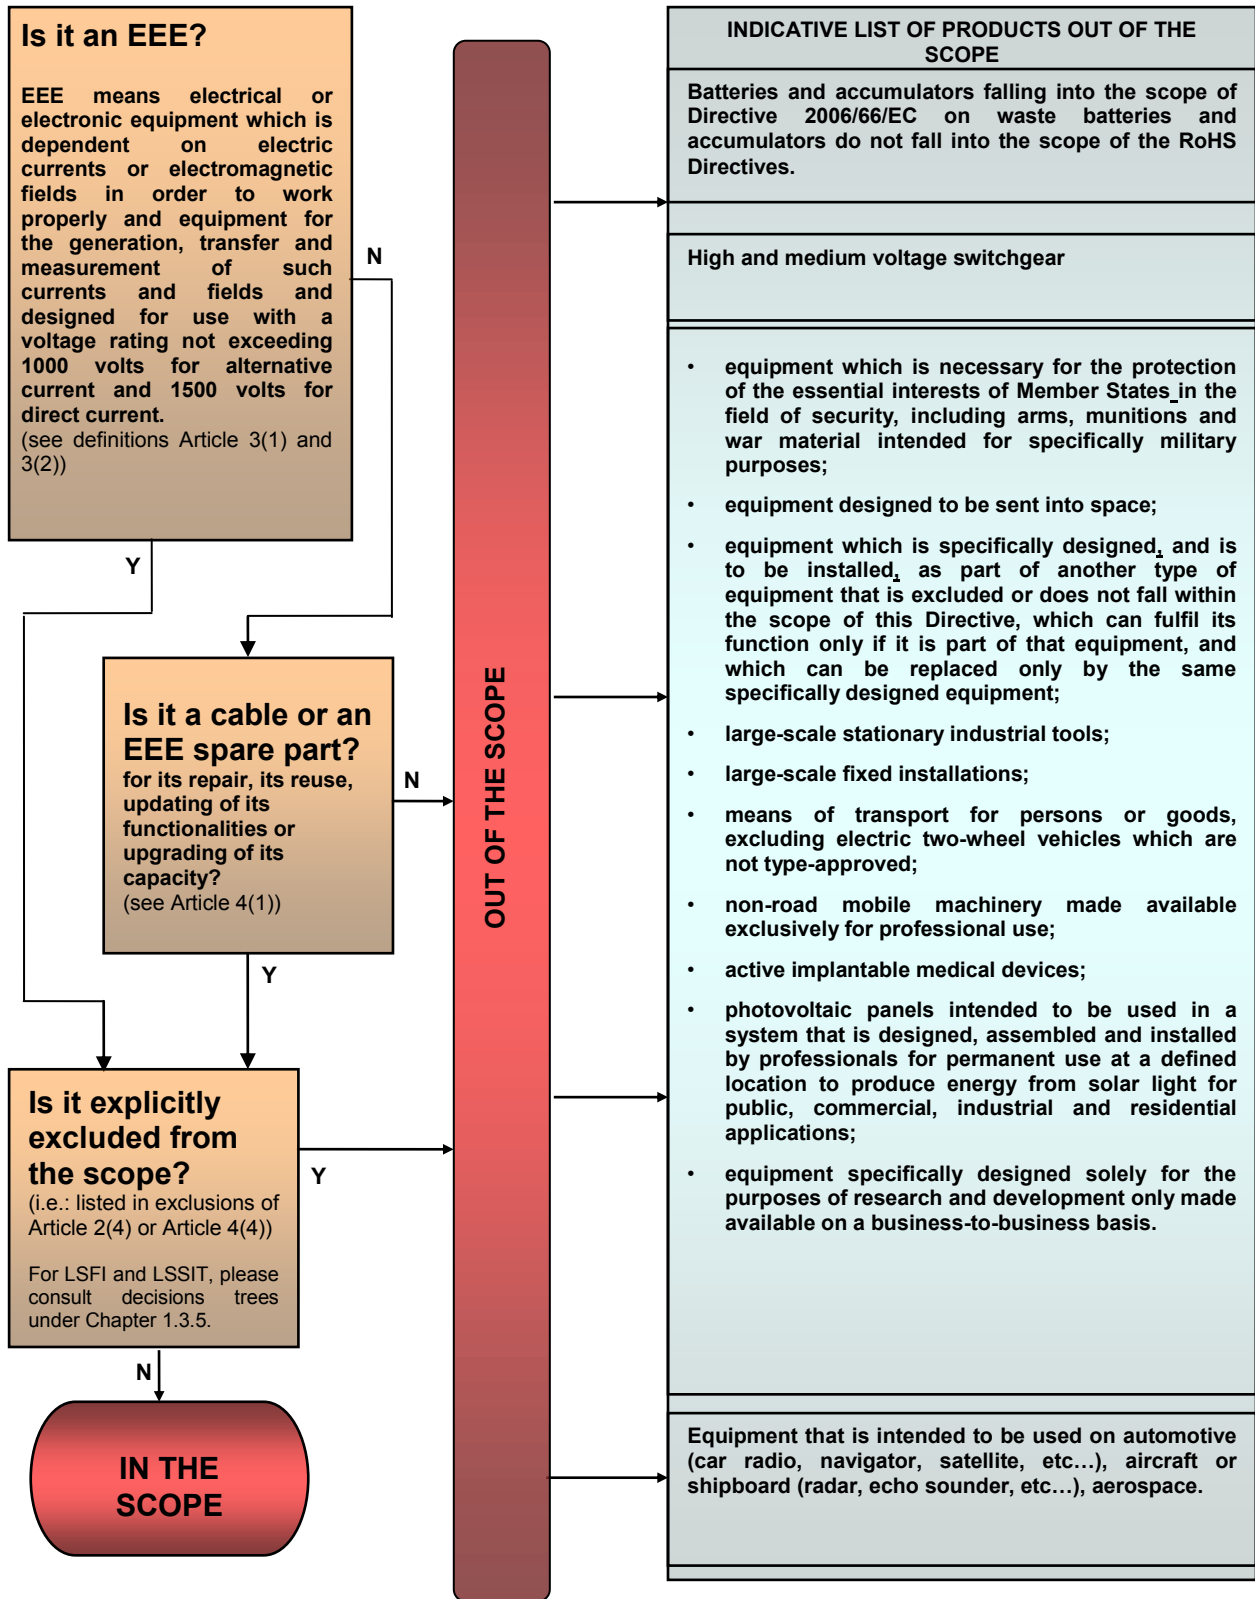 Is it an EEE?
EEE means electrical or
electronic equipment which is
dependent on electric
currents or electromagnetic
fields in order to work
properly and equipment for
the generation, transfer and
measurement of such
currents and fields and
designed for use with a
voltage rating not exceeding
1000 volts for alternative
current and 1500 volts for
direct current.
(see definitions Article 3(1) and
3(2))
N
Y
Is it a cable or an
EEE spare part?
for its repair, its reuse,
updating of its
functionalities or
upgrading of its
capacity?
(see Article 4(1))
N
Y
Is it explicitly
excluded from
the scope?
(i.e.: listed in exclusions of
Article 2(4) or Article 4(4))
For LSFI and LSSIT, please
consult decisions trees
under Chapter 1.3.5.
Y
N
IN THE
SCOPE
OUT OF THE SCOPE
INDICATIVE LIST OF PRODUCTS OUT OF THE
SCOPE
Batteries and accumulators falling into the scope of
Directive 2006/66/EC on waste batteries and
accumulators do not fall into the scope of the RoHS
Directives.
High and medium voltage switchgear
• equipment which is necessary for the protection
of the essential interests of Member States in the
field of security, including arms, munitions and
war material intended for specifically military
purposes;
• equipment designed to be sent into space;
• equipment which is specifically designed, and is
to be installed, as part of another type of
equipment that is excluded or does not fall within
the scope of this Directive, which can fulfil its
function only if it is part of that equipment, and
which can be replaced only by the same
specifically designed equipment;
• large-scale stationary industrial tools;
• large-scale fixed installations;
• means of transport for persons or goods,
excluding electric two-wheel vehicles which are
not type-approved;
• non-road mobile machinery made available
exclusively for professional use;
• active implantable medical devices;
• photovoltaic panels intended to be used in a
system that is designed, assembled and installed
by professionals for permanent use at a defined
location to produce energy from solar light for
public, commercial, industrial and residential
applications;
• equipment specifically designed solely for the
purposes of research and development only made
available on a business-to-business basis.
Equipment that is intended to be used on automotive
(car radio, navigator, satellite, etc…), aircraft or
shipboard (radar, echo sounder, etc…), aerospace.